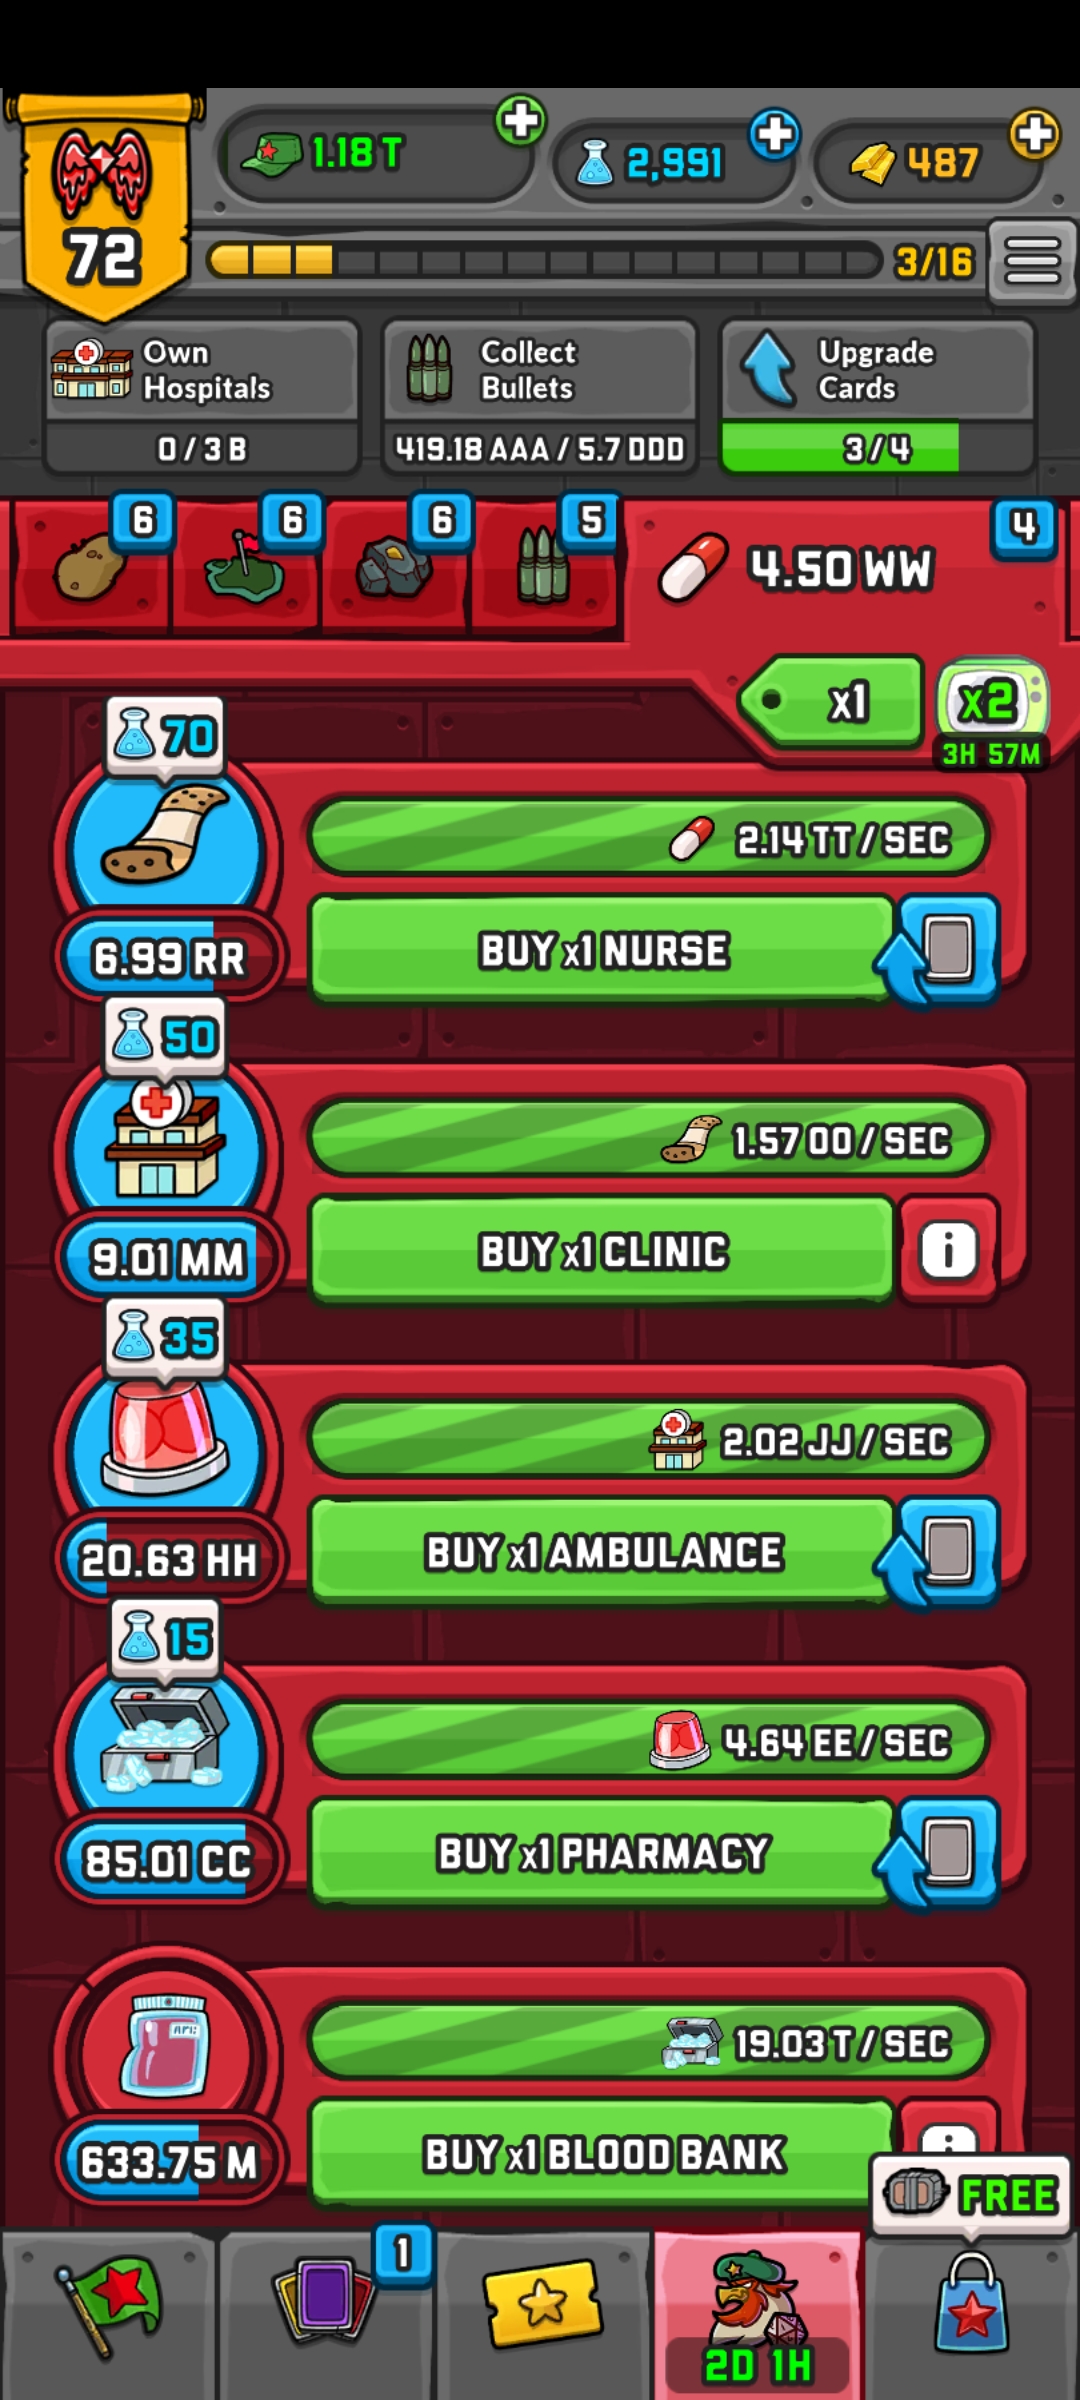 1.18 T
2,991
487
72
3/16
Own
Hospitals
0 / 3 B
Collect
Bullets
419.18 AAA / 5.7 DDD
Upgrade
Cards
3 / 4
6
6
6
5
4
4.50 WW
x1
x2
3H 57M
70
2.14 TT / SEC
6.99 RR
BUY x1 NURSE
50
1.57 OO / SEC
9.01 MM
BUY x1 CLINIC
i
35
2.02 JJ / SEC
20.63 HH
BUY x1 AMBULANCE
15
4.64 EE / SEC
85.01 CC
BUY x1 PHARMACY
19.03 T / SEC
633.75 M
BUY x1 BLOOD BANK
i
FREE
1
2D 1H